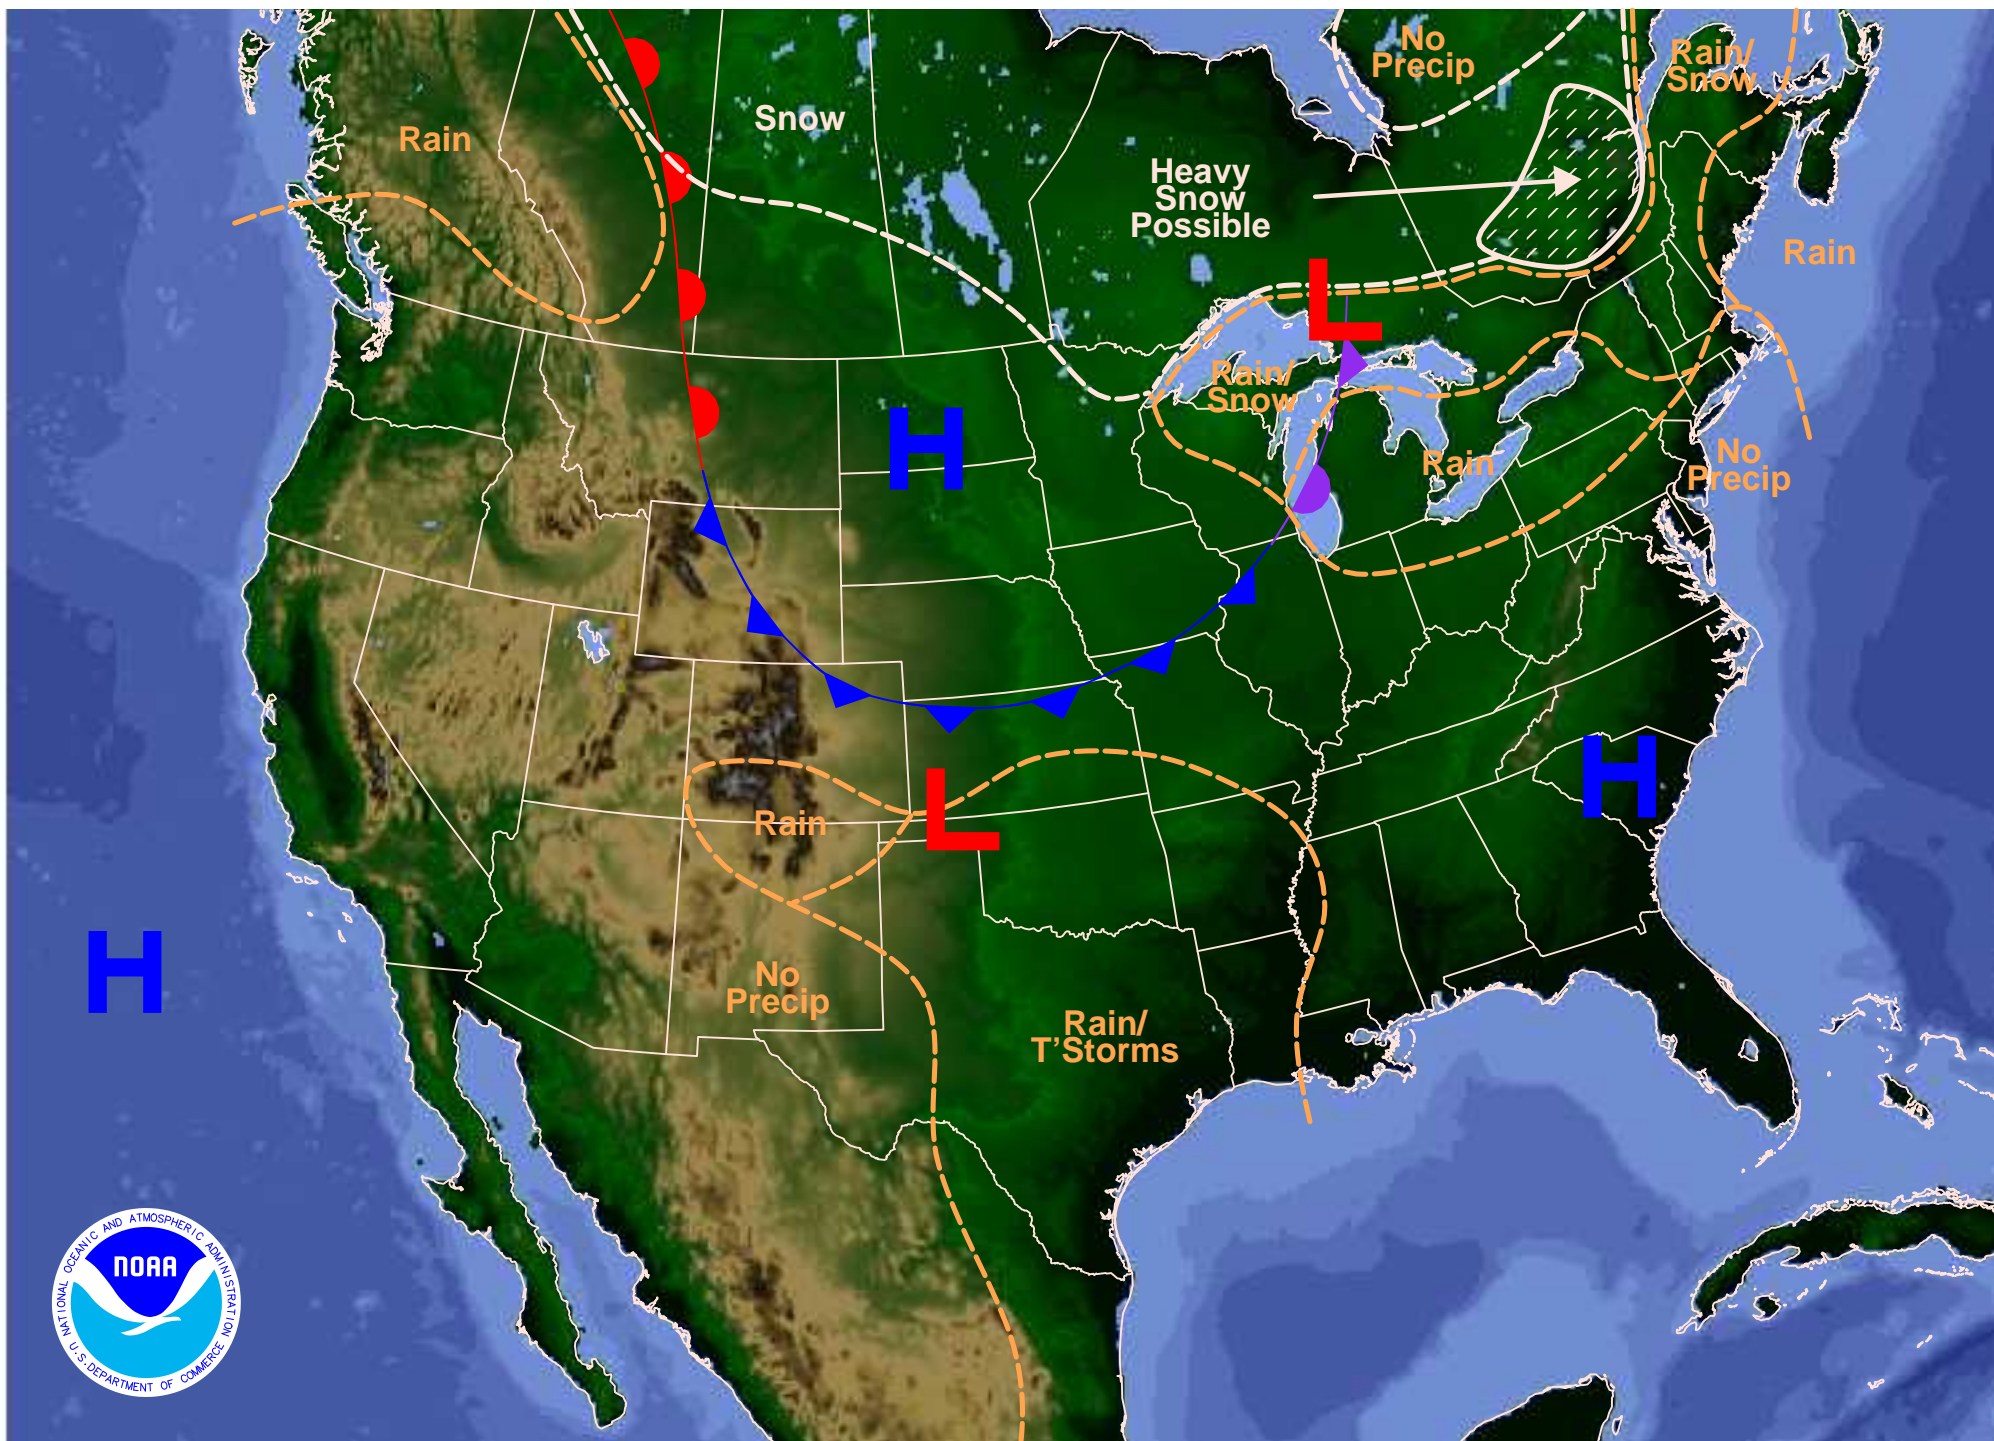 No
Precip
Rain/
Snow
Snow
Rain
Heavy
Snow
Possible
Rain
L
Rain/
Snow
H
Rain
No
Precip
H
L
Rain
H
No
Precip
Rain/
T'Storms
NATIONAL OCEANIC AND ATMOSPHERIC ADMINISTRATION
NOAA
U.S. DEPARTMENT OF COMMERCE